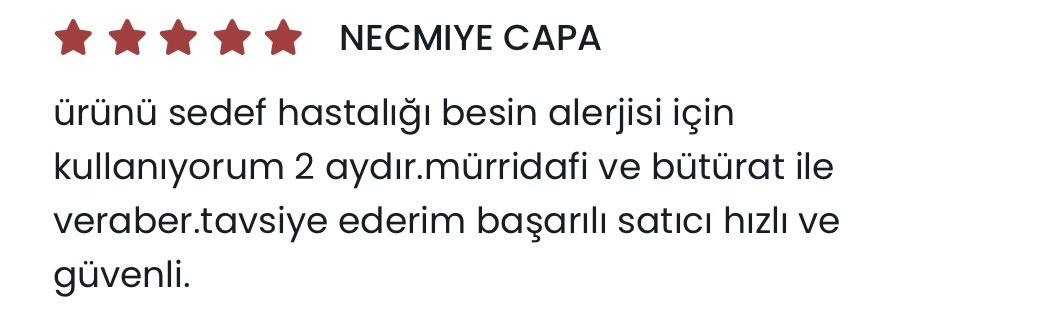 NECMIYE CAPA
ürünü sedef hastalığı besin alerjisi için
kullanıyorum 2 aydır.mürridafi ve bütürat ile
veraber.tavsiye ederim başarılı satıcı hızlı ve
güvenli.